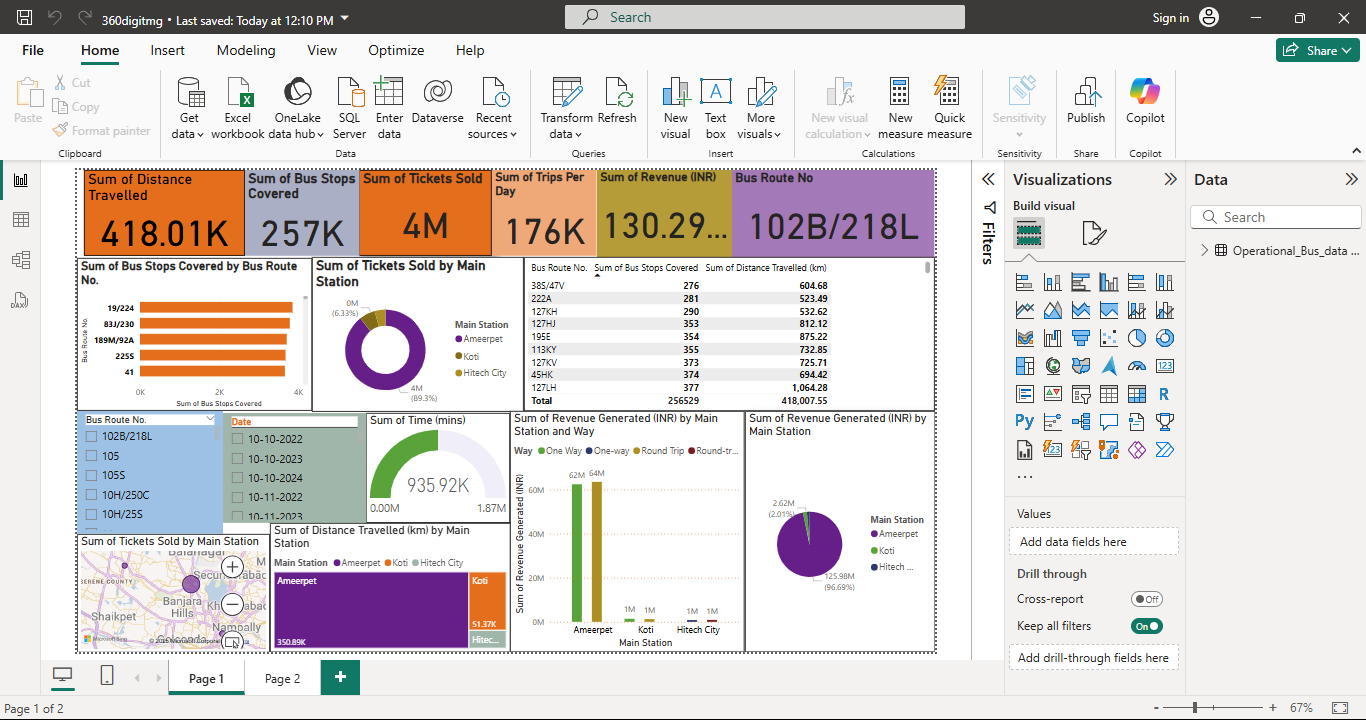 360digitmg • Last saved: Today at 12:10 PM
Search
Sign in
File Home Insert Modeling View Optimize Help
Share
Paste
Cut
Copy
Format painter
Clipboard
Get data
Excel workbook
OneLake data hub
SQL Server
Enter data
Dataverse
Recent sources
Data
Transform data
Refresh
Queries
New visual
Text box
More visuals
Insert
New visual calculation
New measure
Quick measure
Calculations
Sensitivity
Sensitivity
Publish
Share
Copilot
Copilot
Sum of Distance Travelled
418.01K
Sum of Bus Stops Covered
257K
Sum of Tickets Sold
4M
Sum of Trips Per Day
176K
Sum of Revenue (INR)
130.29...
Bus Route No
102B/218L
Sum of Bus Stops Covered by Bus Route No.
Bus Route No.
19/224
83J/230
189M/92A
225S
41
0K 2K 4K
Sum of Bus Stops Covered
Sum of Tickets Sold by Main Station
0M
(6.33%)
4M
(89.3%)
Main Station
Ameerpet
Koti
Hitech City
Bus Route No. Sum of Bus Stops Covered Sum of Distance Travelled (km)
38S/47V 276 604.68
222A 281 523.49
127KH 290 532.62
127HJ 353 812.12
195E 354 875.22
113KY 355 732.85
127KV 373 725.71
45HK 374 694.42
127LH 377 1,064.28
Total 256529 418,007.55
Bus Route No.
102B/218L
105
105S
10H/250C
10H/25S
Date
10-10-2022
10-10-2023
10-10-2024
10-11-2022
10-11-2023
Sum of Time (mins)
935.92K
0.00M 1.87M
Sum of Revenue Generated (INR) by Main Station and Way
Way One Way One-way Round Trip Round-tr...
Sum of Revenue Generated (INR)
60M
40M
20M
0M
62M 64M
1M 1M
1M 1M
Ameerpet Koti Hitech City
Main Station
Sum of Revenue Generated (INR) by Main Station
2.62M
(2.01%)
125.98M
(96.69%)
Main Station
Ameerpet
Koti
Hitech ...
Sum of Tickets Sold by Main Station
SERENE COUNTY
Banjara Hills
Shaikpet
Nampally
Microsoft Bing
Sum of Distance Travelled (km) by Main Station
Main Station Ameerpet Koti Hitech City
Ameerpet
350.89K
Koti
51.37K
Hitec...
Filters
Visualizations
Build visual
123
R
Py
123
...
Values
Add data fields here
Drill through
Cross-report Off
Keep all filters On
Add drill-through fields here
Data
Search
Operational_Bus_data ...
DAX
Page 1 Page 2 +
Page 1 of 2
- + 67%